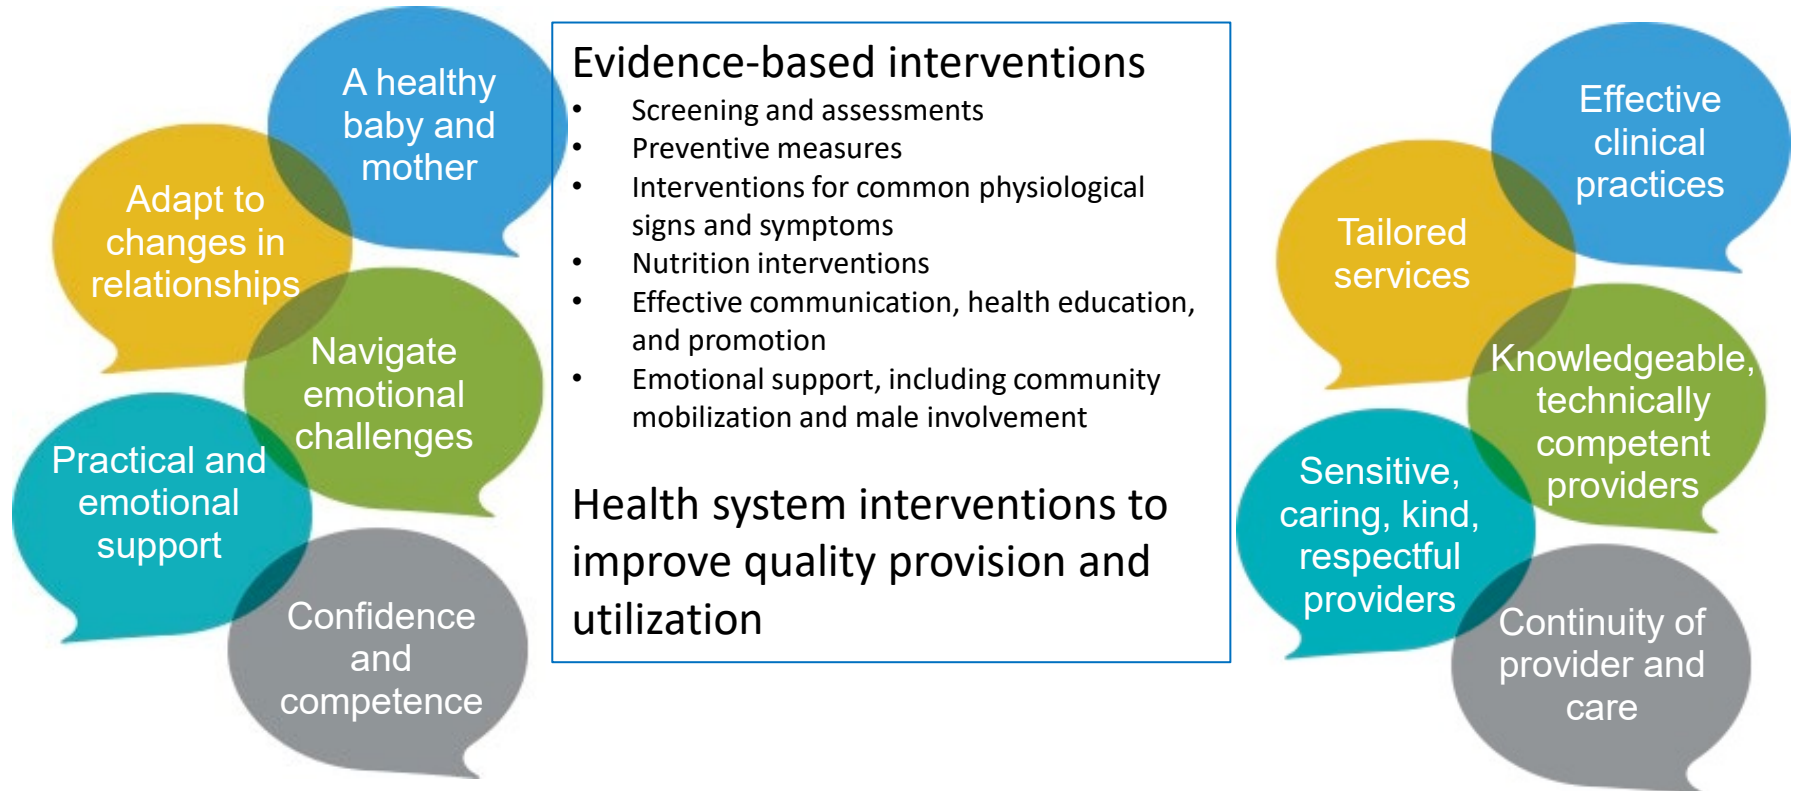 A healthy
baby and
mother
Adapt to
changes in
relationships
Navigate
emotional
challenges
Practical and
emotional
support
Confidence
and
competence
Evidence-based interventions
• Screening and assessments
• Preventive measures
• Interventions for common physiological
signs and symptoms
• Nutrition interventions
• Effective communication, health education,
and promotion
• Emotional support, including community
mobilization and male involvement
Health system interventions to
improve quality provision and
utilization
Effective
clinical
practices
Tailored
services
Knowledgeable,
technically
competent
providers
Sensitive,
caring, kind,
respectful
providers
Continuity of
provider and
care